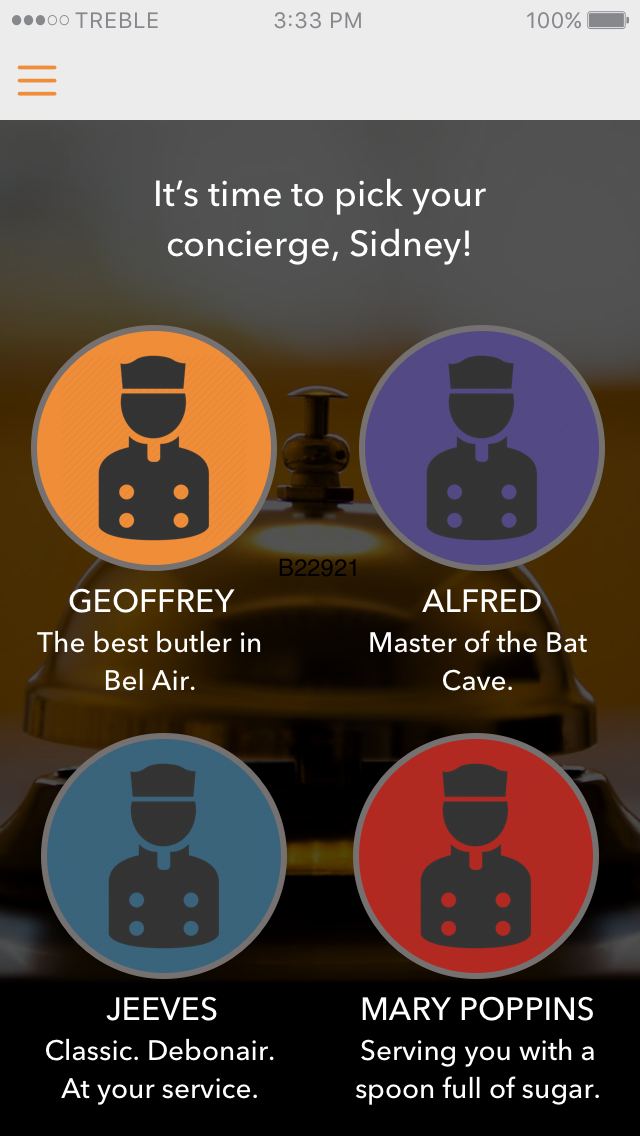 TREBLE 3:33 PM 100%
It’s time to pick your
concierge, Sidney!
B22921
GEOFFREY
The best butler in
Bel Air.
ALFRED
Master of the Bat
Cave.
JEEVES
Classic. Debonair.
At your service.
MARY POPPINS
Serving you with a
spoon full of sugar.